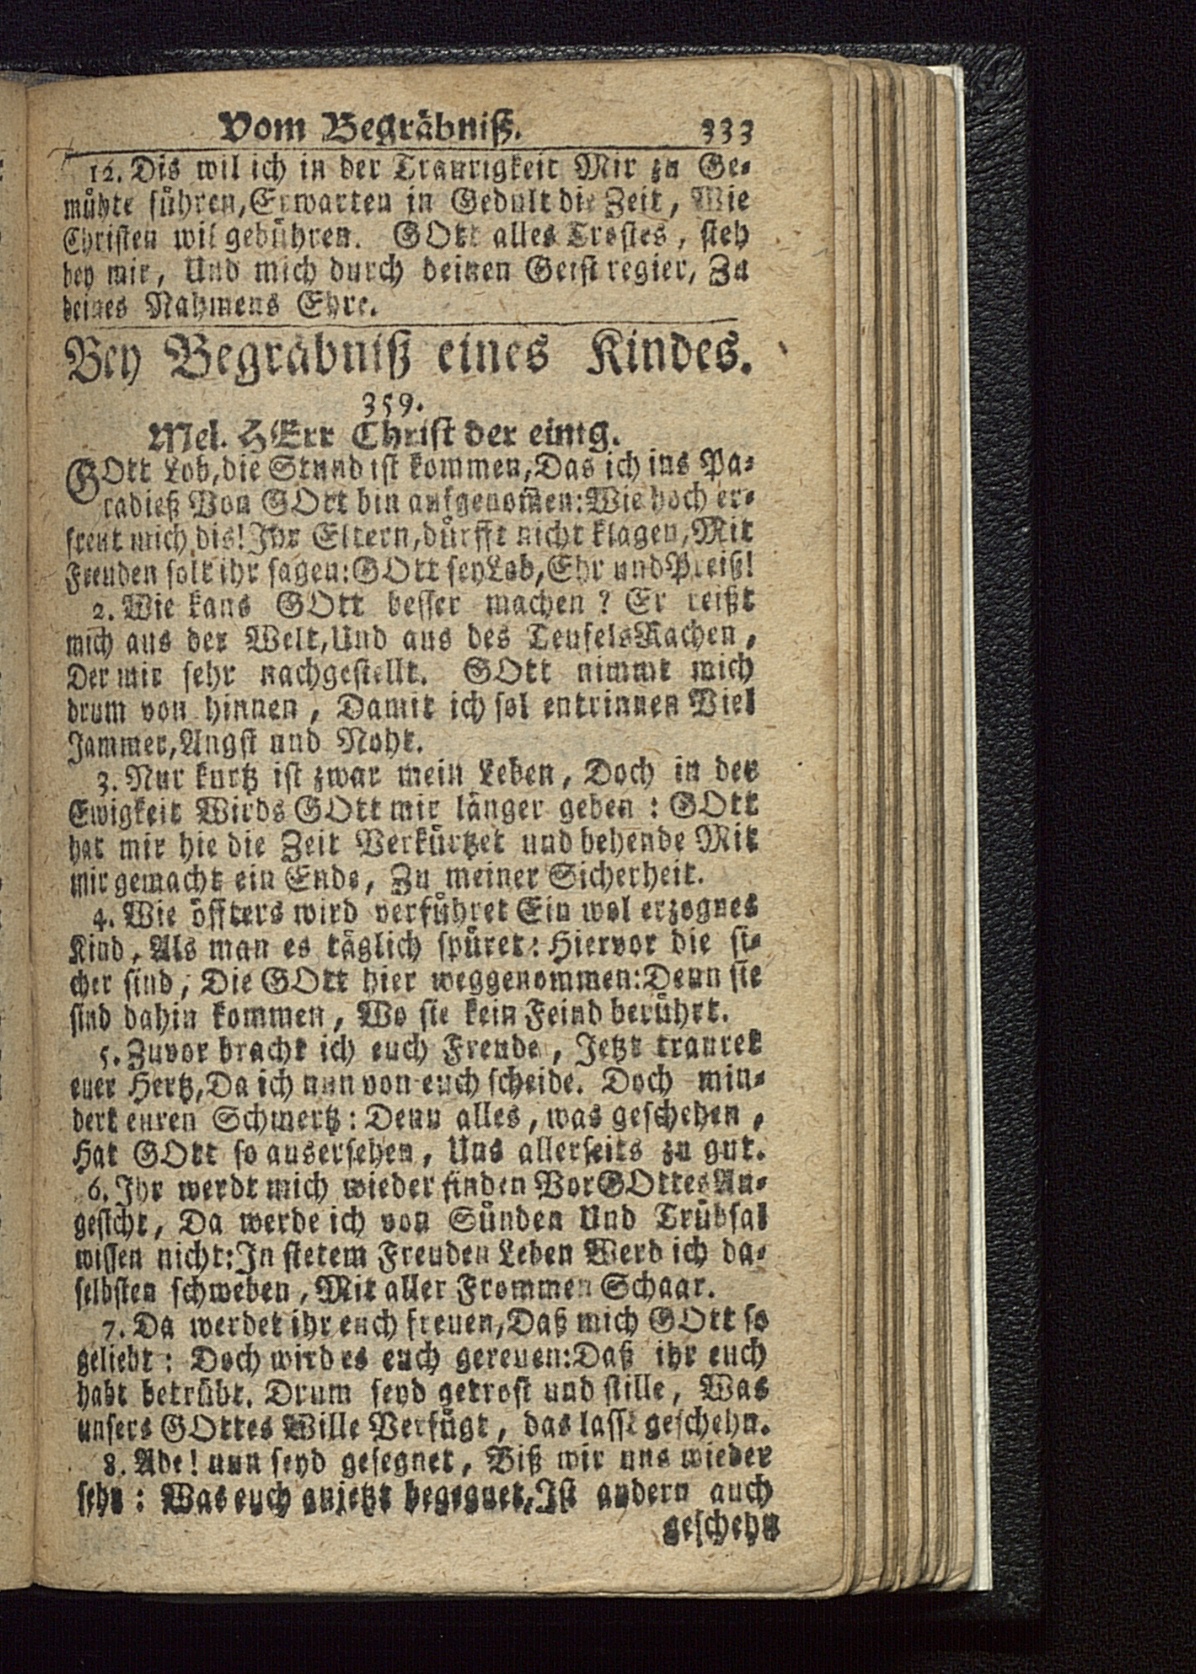 Vom Begräbniß. 333
12. Dis wil ich in der Traurigkeit Mir zu Ge-
mühte führen, Erwarten in Gedult die Zeit, Wie
Christen wil gebühren. GOtt alles Trostes, steh
bey mir, Und mich durch deinen Geist regier, Zu
deines Nahmens Ehre.
Bey Begräbniß eines Kindes.
359.
Mel. HErr Christ der einig.
GOtt Lob, die Stund ist kommen, Das ich ins Pa-
radieß Von GOtt bin aufgenom̄en: Wie hoch er-
freut mich dis! Ihr Eltern, dürfft nicht klagen, Mit
Freuden solt ihr sagen: GOtt sey Lob, Ehr und Preiß!
2. Wie kans GOtt besser machen? Er reißt
mich aus der Welt, Und aus des Teufels Rachen,
Der mir sehr nachgestellt. GOtt nimmt mich
drum von hinnen, Damit ich sol entrinnen Viel
Jammer, Angst und Noht.
3. Nur kurtz ist zwar mein Leben, Doch in der
Ewigkeit Wirds GOtt mir länger geben: GOtt
hat mir hie die Zeit Verkürtzet und behende Mit
mir gemacht ein Ende, Zu meiner Sicherheit.
4. Wie öffters wird verführet Ein wol erzognes
Kind, Als man es täglich spüret: Hiervor die si-
cher sind, Die GOtt hier weggenommen: Denn sie
sind dahin kommen, Wo sie kein Feind berührt.
5. Zuvor bracht ich euch Freude, Jetzt trauret
euer Hertz, Da ich nun von euch scheide. Doch min-
dert euren Schmertz: Denn alles, was geschehen,
Hat GOtt so ausersehen, Uns allerseits zu gut.
6. Ihr werdt mich wieder finden Vor GOttes An-
gesicht, Da werde ich von Sünden Und Trübsal
wissen nicht: In stetem Freuden Leben Werd ich da-
selbsten schweben, Mit aller Frommen Schaar.
7. Da werdet ihr euch freuen, Daß mich GOtt so
geliebt: Doch wird es euch gereuen: Daß ihr euch
habt betrübt. Drum seyd getrost und stille, Was
unsers GOttes Wille Verfügt, das lasst geschehn.
8. Ade! nun seyd gesegnet, Biß wir uns wieder
sehn: Was euch anjetzt begegnet, Ist andern auch
geschehn